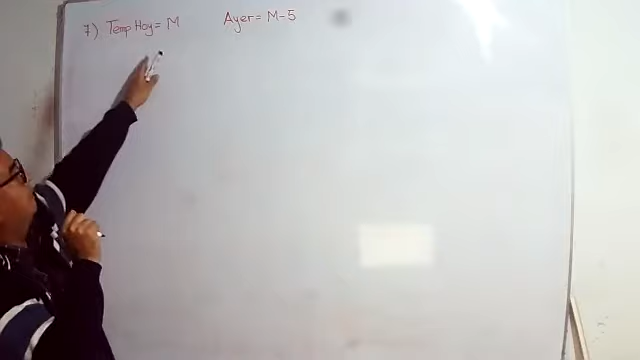 7) Temp Hoy = M Ayer = M-5